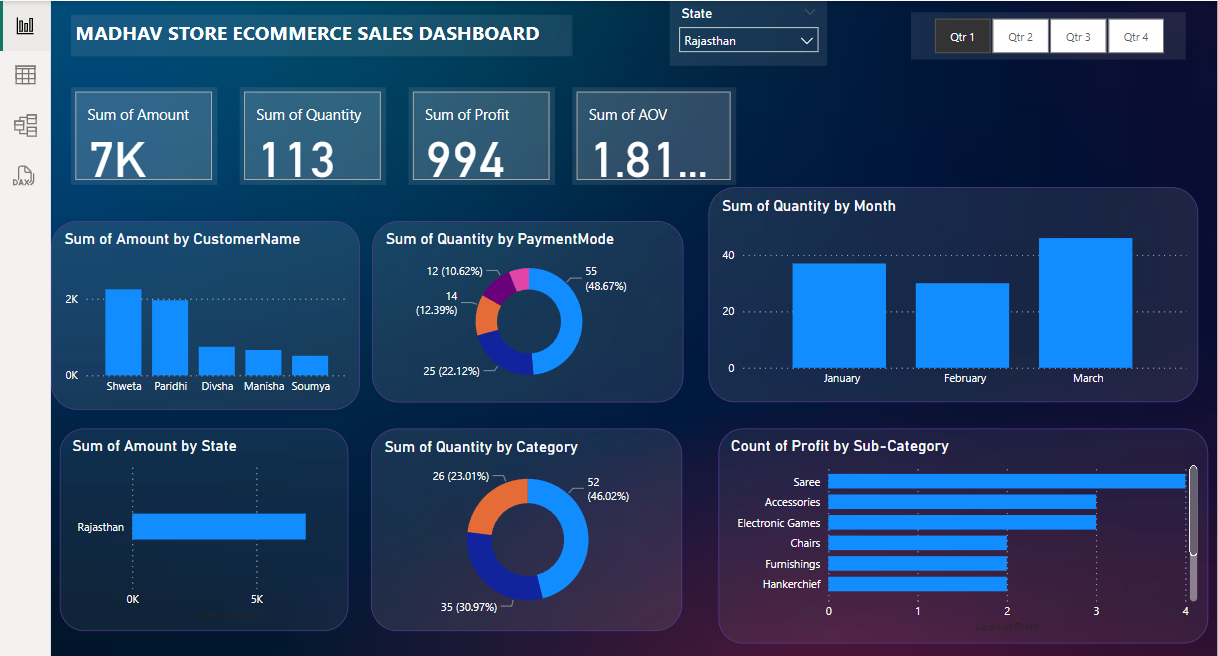 MADHAV STORE ECOMMERCE SALES DASHBOARD
State
Rajasthan
Qtr 1
Qtr 2
Qtr 3
Qtr 4
DAX
Sum of Amount
7K
Sum of Quantity
113
Sum of Profit
994
Sum of AOV
1.81...
Sum of Amount by CustomerName
2K
0K
Shweta
Paridhi
Divsha
Manisha
Soumya
Sum of Quantity by PaymentMode
12 (10.62%)
14
(12.39%)
25 (22.12%)
55
(48.67%)
Sum of Quantity by Month
40
20
0
January
February
March
Sum of Amount by State
Rajasthan
0K
5K
Sum of Quantity by Category
26 (23.01%)
52
(46.02%)
35 (30.97%)
Count of Profit by Sub-Category
Saree
Accessories
Electronic Games
Chairs
Furnishings
Hankerchief
0
1
2
3
4
Count of Profit